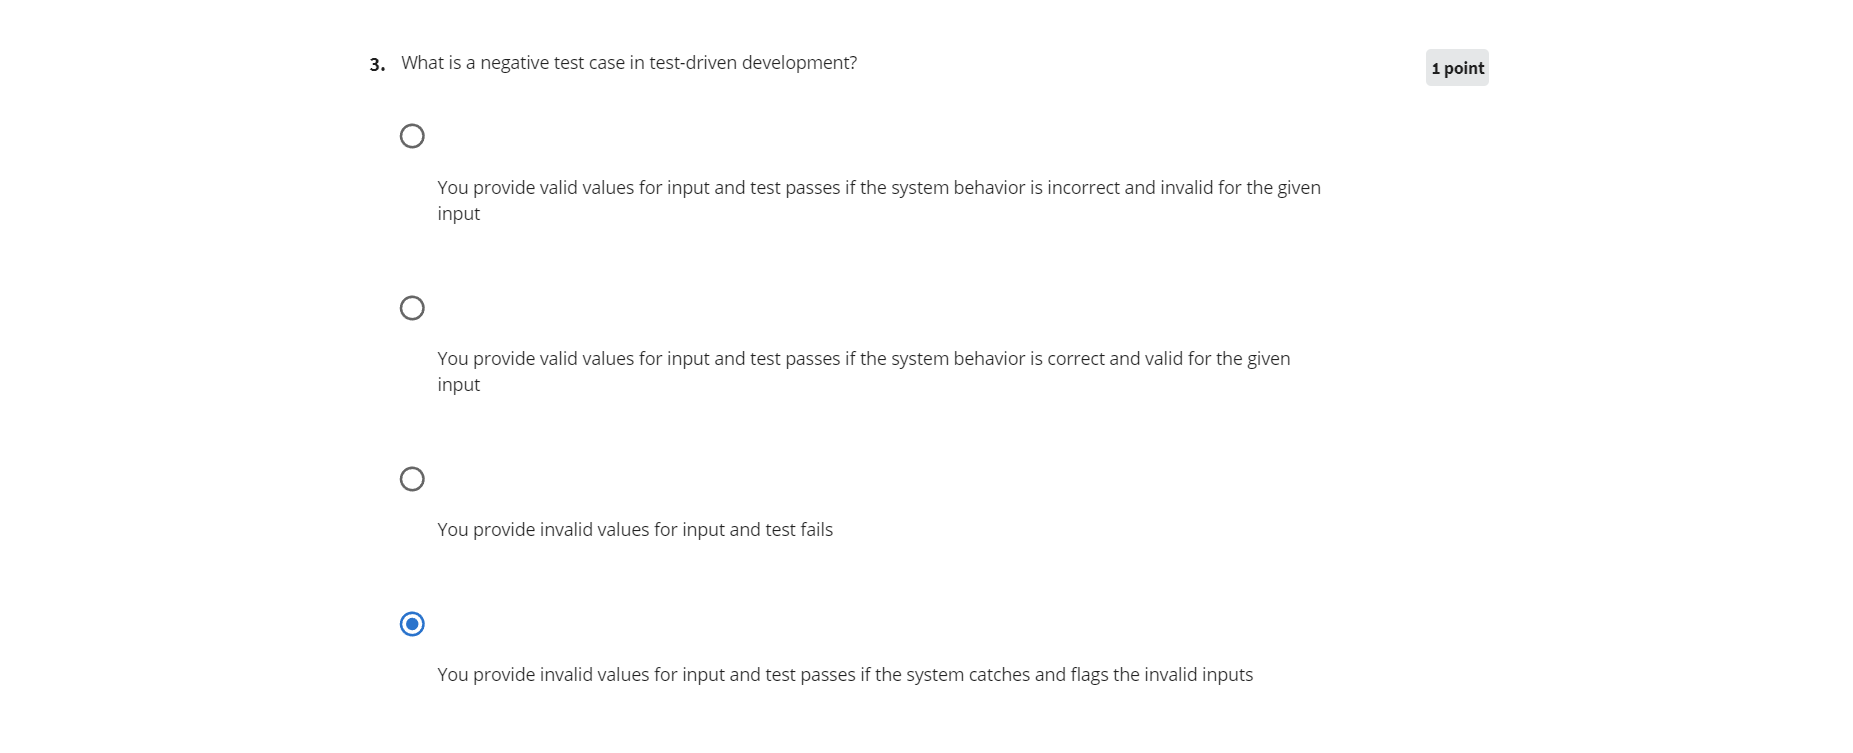 3. What is a negative test case in test-driven development?
1 point
You provide valid values for input and test passes if the system behavior is incorrect and invalid for the given
input
You provide valid values for input and test passes if the system behavior is correct and valid for the given
input
You provide invalid values for input and test fails
You provide invalid values for input and test passes if the system catches and flags the invalid inputs